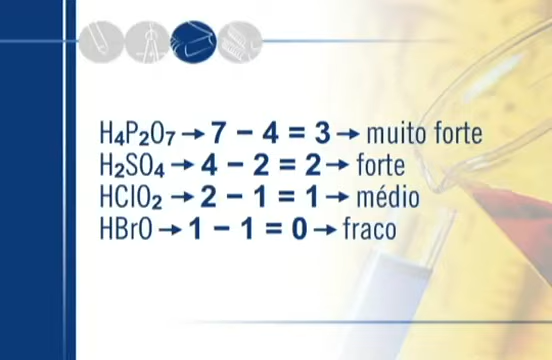 H₄P₂O₇ → 7 – 4 = 3 → muito forte
H₂SO₄ → 4 – 2 = 2 → forte
HClO₂ → 2 – 1 = 1 → médio
HBrO → 1 – 1 = 0 → fraco